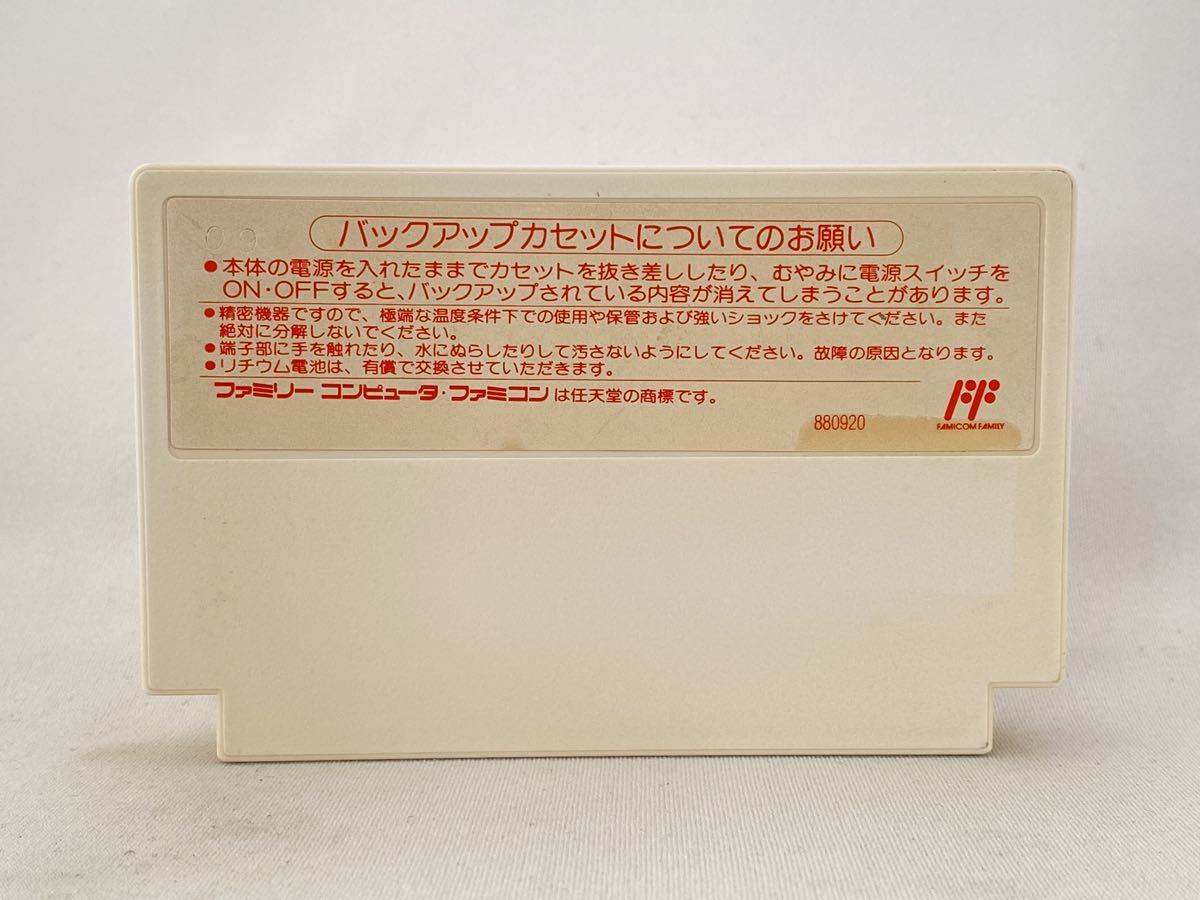 バックアップカセットについてのお願い
●本体の電源を入れたままでカセットを抜き差ししたり、むやみに電源スイッチを
ON・OFFすると、バックアップされている内容が消えてしまうことがあります。
●精密機器ですので、極端な温度条件下での使用や保管および強いショックをさけてください。また
絶対に分解しないでください。
●端子部に手を触れたり、水にぬらしたりして汚さないようにしてください。故障の原因となります。
●リチウム電池は、有償で交換させていただきます。
ファミリー コンピュータ・ファミコンは任天堂の商標です。
880920
FAMICOM FAMILY